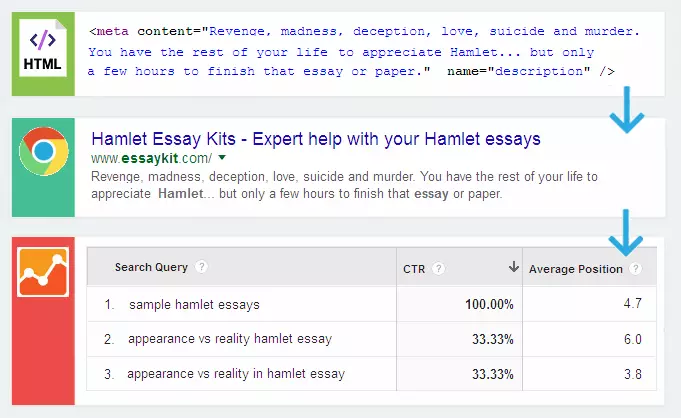 HTML
<meta content="Revenge, madness, deception, love, suicide and murder.
You have the rest of your life to appreciate Hamlet... but only
a few hours to finish that essay or paper." name="description" />
Hamlet Essay Kits - Expert help with your Hamlet essays
www.essaykit.com/
Revenge, madness, deception, love, suicide and murder. You have the rest of your life to
appreciate Hamlet... but only a few hours to finish that essay or paper.
Search Query ? CTR ? Average Position ?
1. sample hamlet essays 100.00% 4.7
2. appearance vs reality hamlet essay 33.33% 6.0
3. appearance vs reality in hamlet essay 33.33% 3.8